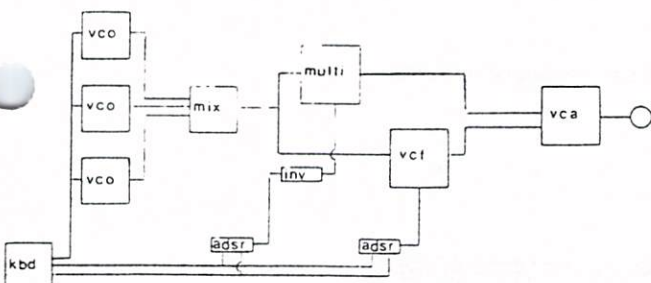 vco
multi
vco
mix
vca
vco
vcf
inv
adsr
adsr
kbd